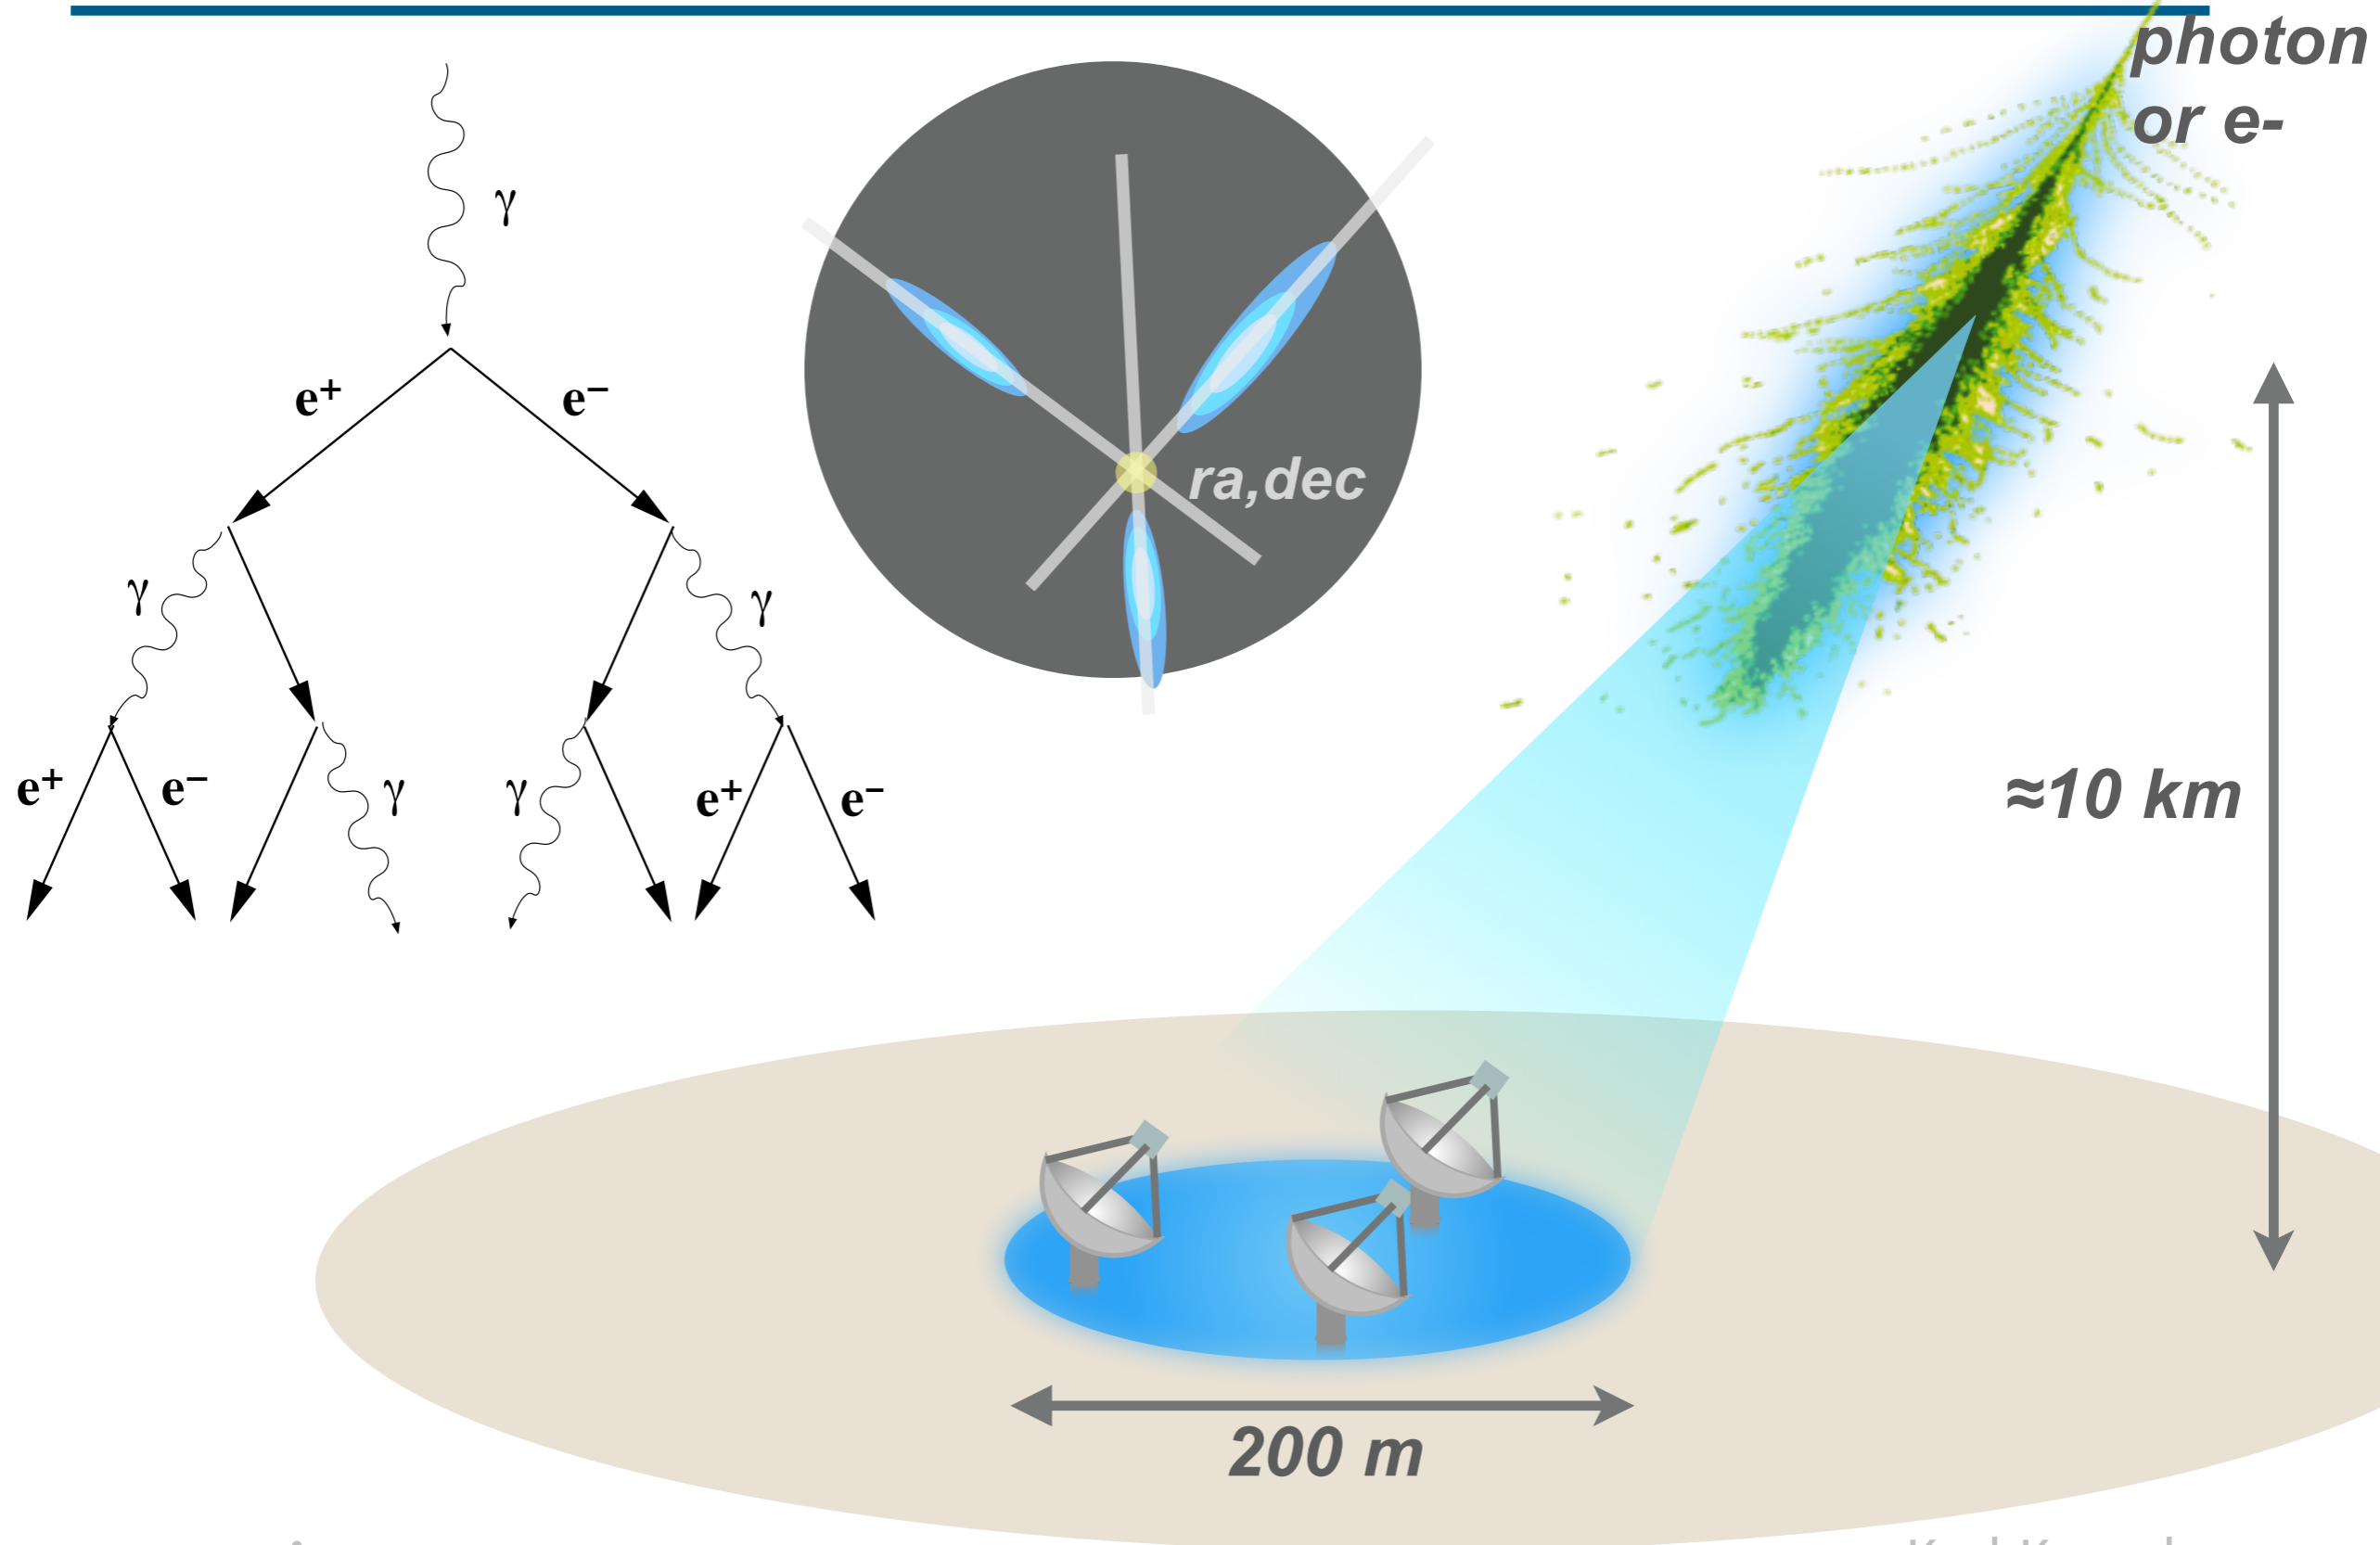 photon
or e-
γ
e⁺ e⁻
ra,dec
γ γ
e⁺ e⁻ γ γ e⁺ e⁻
≈10 km
200 m